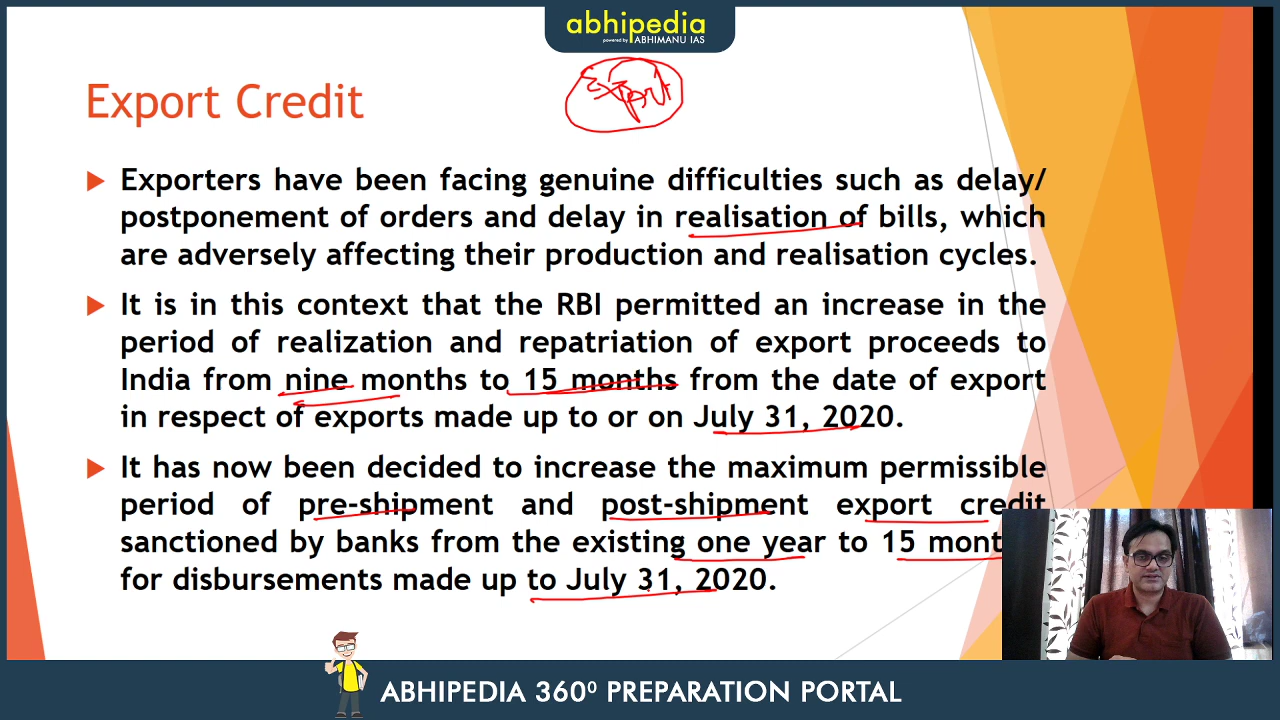 abhipedia
powered by ABHIMANU IAS
Export Credit
Export
Exporters have been facing genuine difficulties such as delay/
postponement of orders and delay in realisation of bills, which
are adversely affecting their production and realisation cycles.
It is in this context that the RBI permitted an increase in the
period of realization and repatriation of export proceeds to
India from nine months to 15 months from the date of export
in respect of exports made up to or on July 31, 2020.
It has now been decided to increase the maximum permissible
period of pre-shipment and post-shipment export credit
sanctioned by banks from the existing one year to 15 mont
for disbursements made up to July 31, 2020.
ABHIPEDIA 360⁰ PREPARATION PORTAL